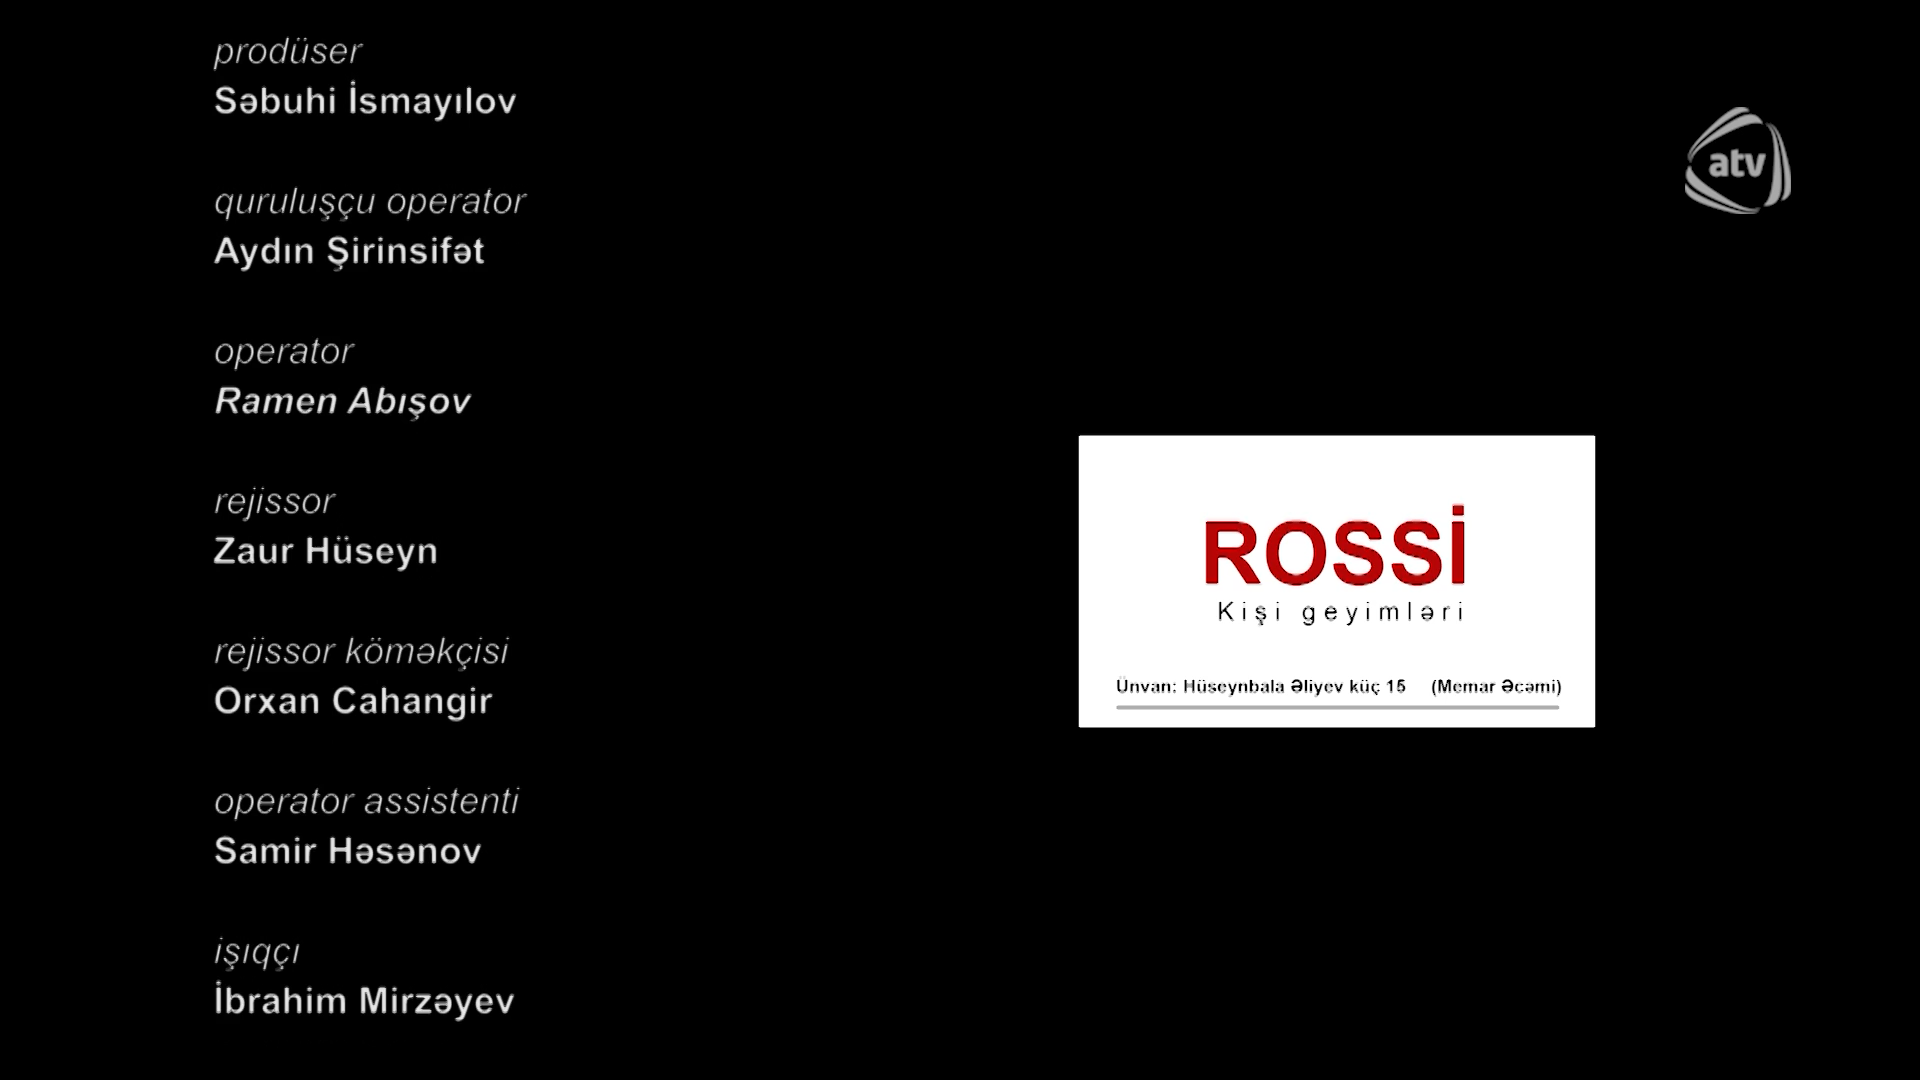 prodüser
Səbuhi İsmayılov
quruluşçu operator
Aydın Şirinsifət
operator
Ramen Abışov
rejissor
Zaur Hüseyn
rejissor köməkçisi
Orxan Cahangir
operator assistenti
Samir Həsənov
işıqçı
İbrahim Mirzəyev
atv
ROSSİ
Kişi geyimləri
Ünvan: Hüseynbala Əliyev küç 15 (Memar Əcəmi)